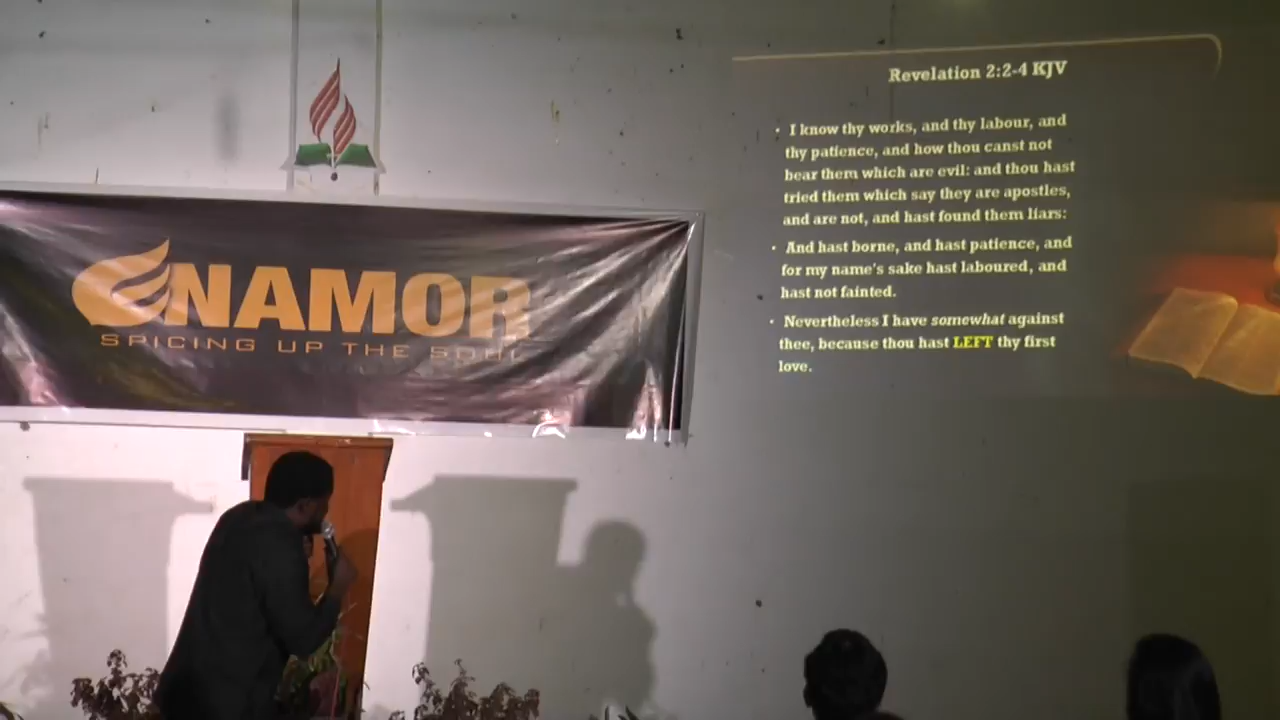 ENAMOR
SPICING UP THE SOUL
Revelation 2:2-4 KJV
• I know thy works, and thy labour, and
thy patience, and how thou canst not
bear them which are evil: and thou hast
tried them which say they are apostles,
and are not, and hast found them liars:
• And hast borne, and hast patience, and
for my name's sake hast laboured, and
hast not fainted.
• Nevertheless I have somewhat against
thee, because thou hast LEFT thy first
love.